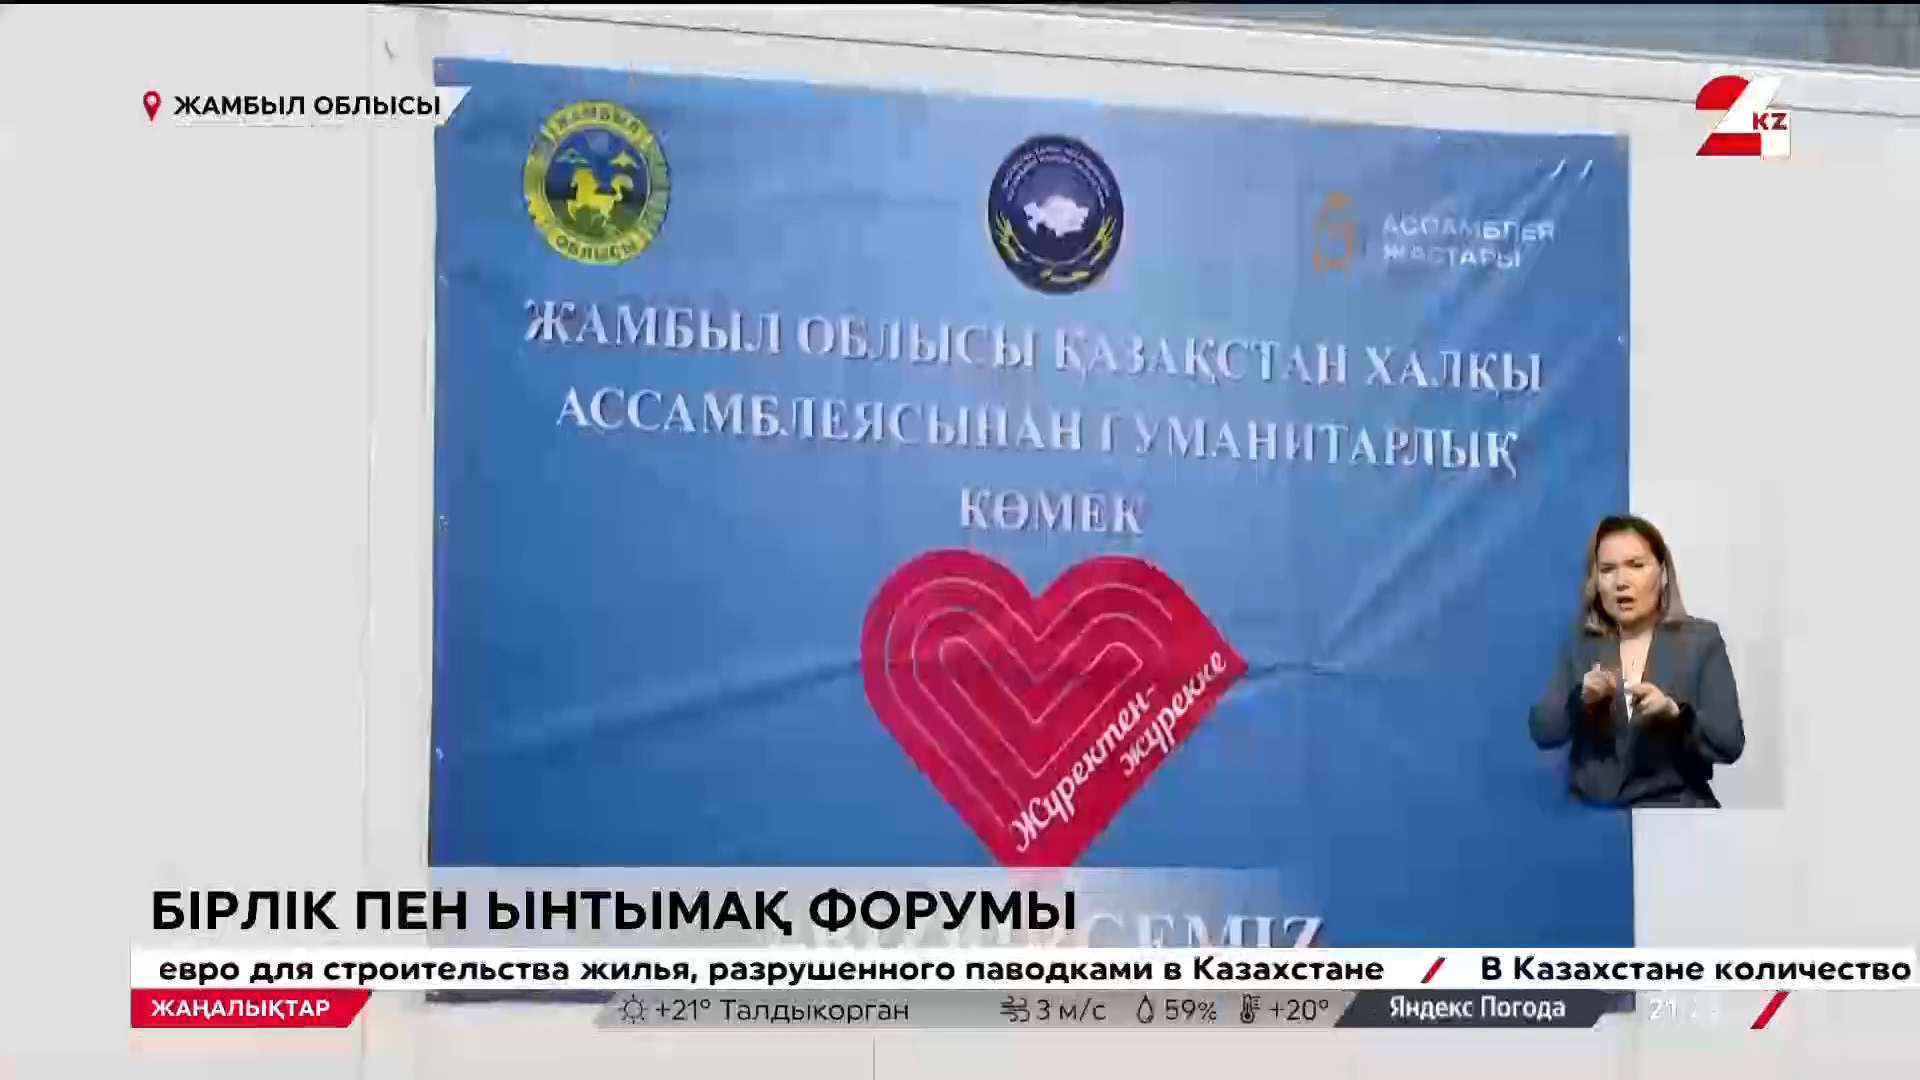 ЖАМБЫЛ ОБЛЫСЫ
24 KZ
ЖАМБЫЛ
ОБЛЫСЫ
АССАМБЛЕЯ
ЖАСТАРЫ
ЖАМБЫЛ ОБЛЫСЫ ҚАЗАҚСТАН ХАЛҚЫ
АССАМБЛЕЯСЫНАН ГУМАНИТАРЛЫҚ
КӨМЕК
Жүректен-
жүрекке
БІРЛІК ПЕН ЫНТЫМАҚ ФОРУМЫ
евро для строительства жилья, разрушенного паводками в Казахстане / В Казахстане количество
ЖАҢАЛЫҚТАР
+21° Талдыкорган 3 м/с 59% +20° Яндекс Погода